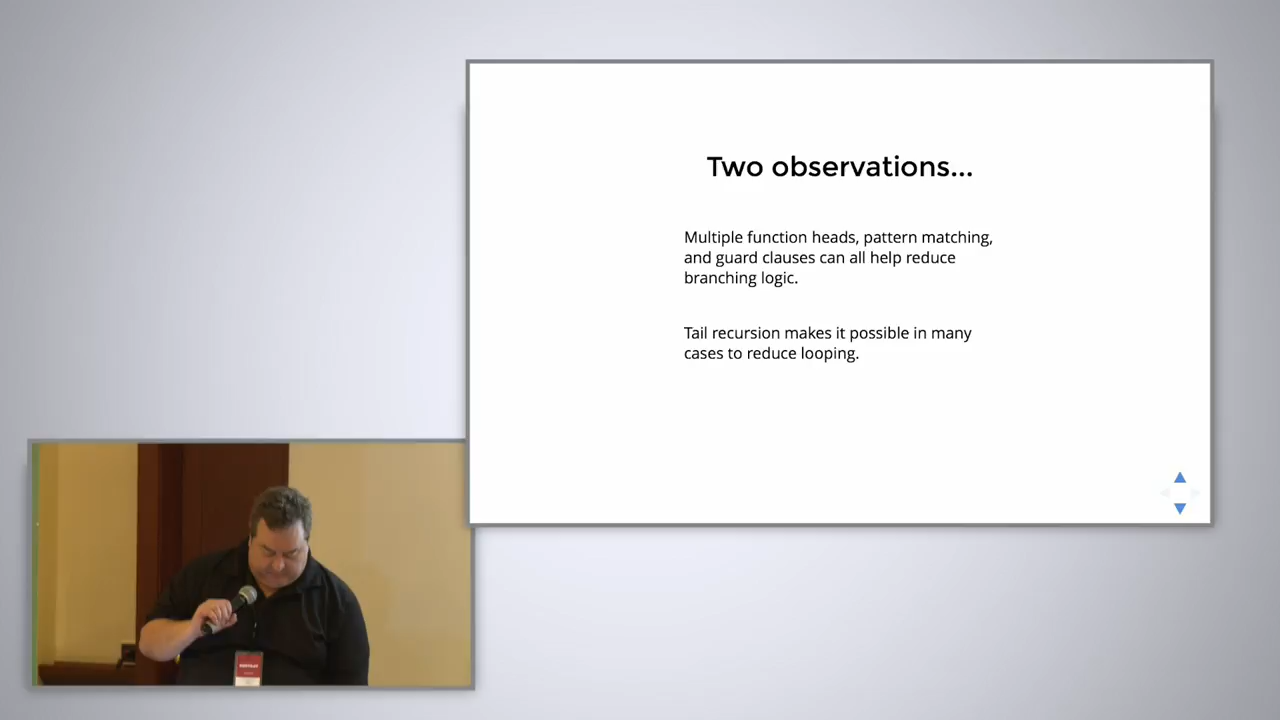 Two observations...
Multiple function heads, pattern matching,
and guard clauses can all help reduce
branching logic.
Tail recursion makes it possible in many
cases to reduce looping.